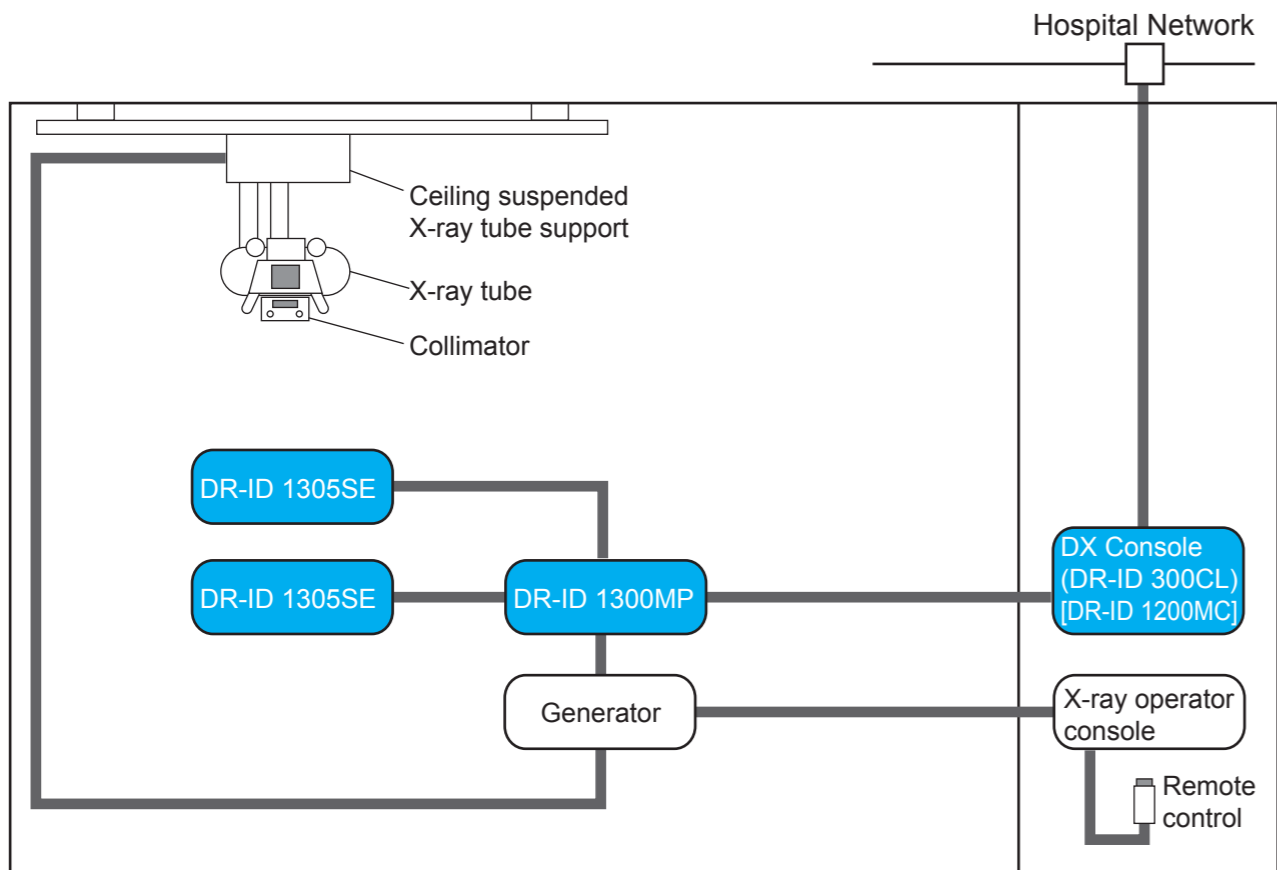 Hospital Network
Ceiling suspended
X-ray tube support
X-ray tube
Collimator
DR-ID 1305SE
DR-ID 1305SE
DR-ID 1300MP
DX Console
(DR-ID 300CL)
[DR-ID 1200MC]
Generator
X-ray operator
console
Remote
control